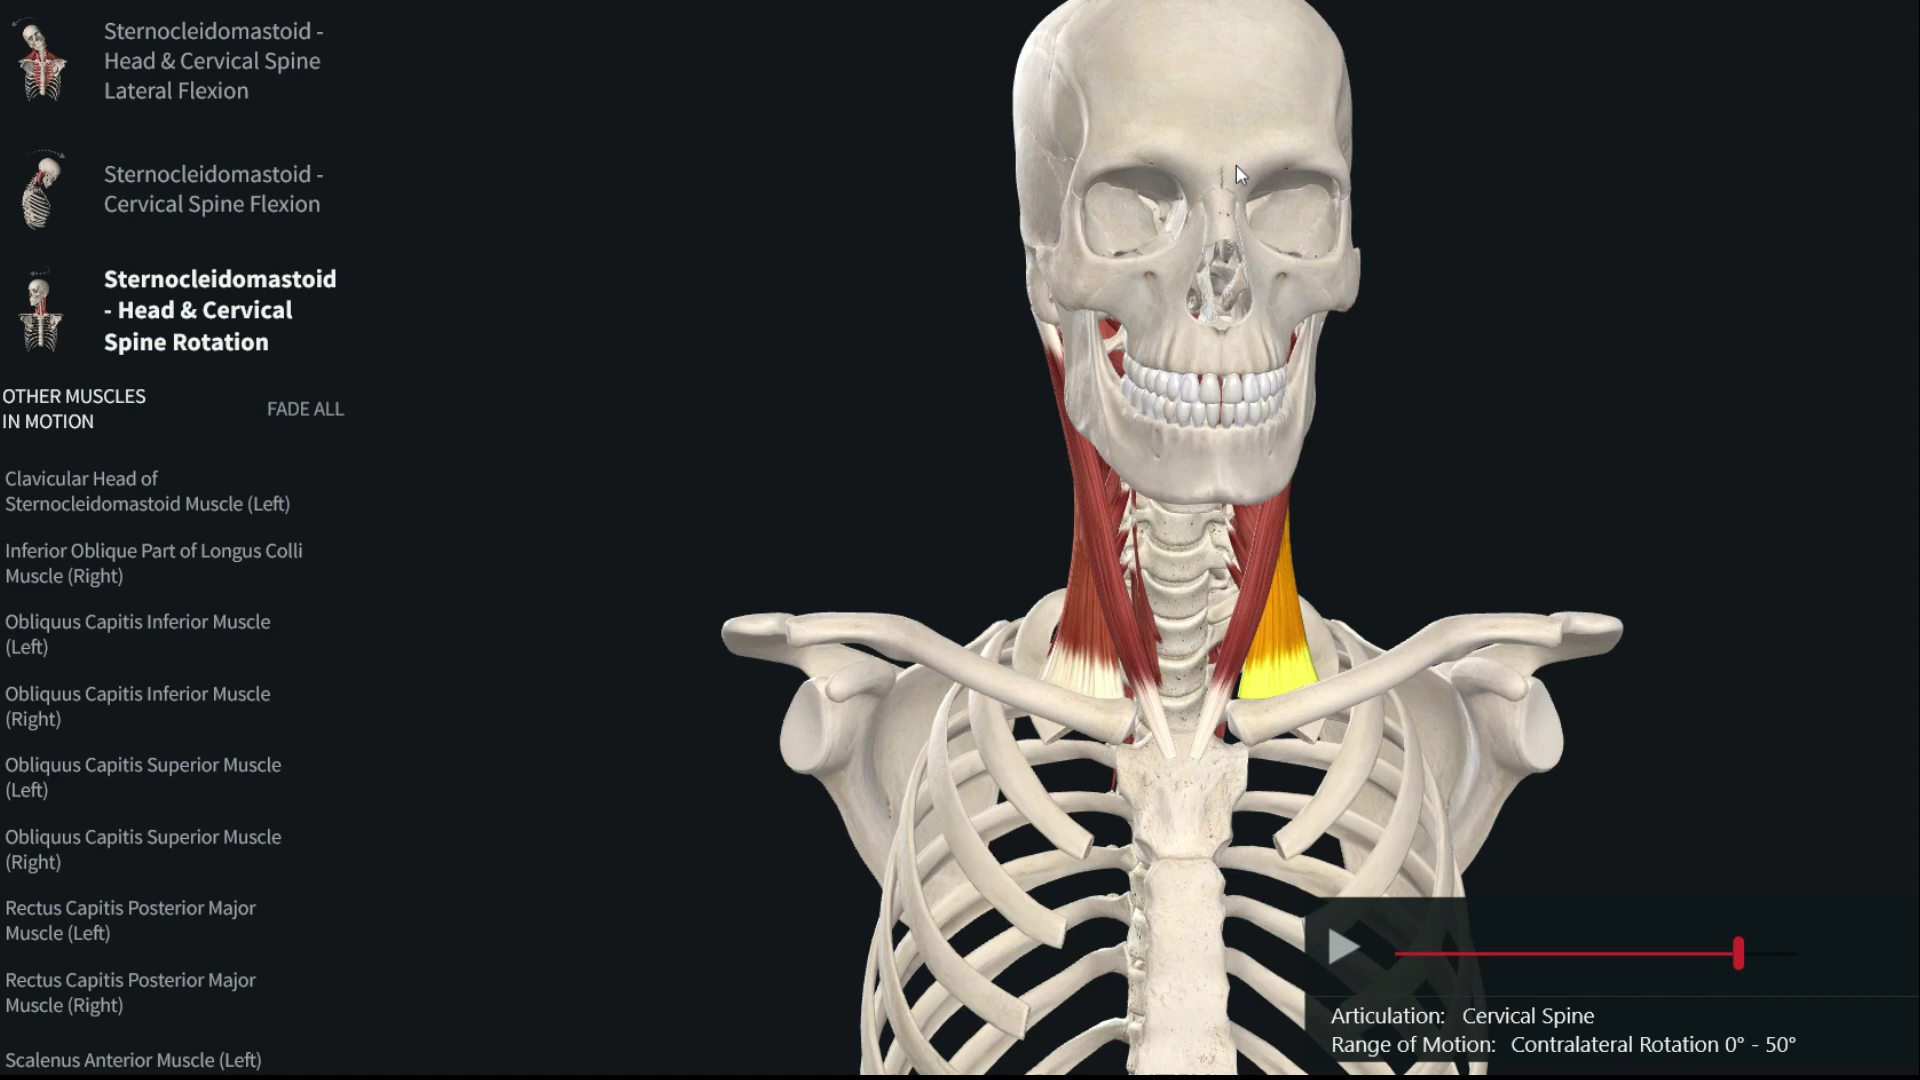 Sternocleidomastoid -
Head & Cervical Spine
Lateral Flexion
Sternocleidomastoid -
Cervical Spine Flexion
Sternocleidomastoid
- Head & Cervical
Spine Rotation
OTHER MUSCLES
IN MOTION
FADE ALL
Clavicular Head of
Sternocleidomastoid Muscle (Left)
Inferior Oblique Part of Longus Colli
Muscle (Right)
Obliquus Capitis Inferior Muscle
(Left)
Obliquus Capitis Inferior Muscle
(Right)
Obliquus Capitis Superior Muscle
(Left)
Obliquus Capitis Superior Muscle
(Right)
Rectus Capitis Posterior Major
Muscle (Left)
Rectus Capitis Posterior Major
Muscle (Right)
Scalenus Anterior Muscle (Left)
Articulation: Cervical Spine
Range of Motion: Contralateral Rotation 0° - 50°